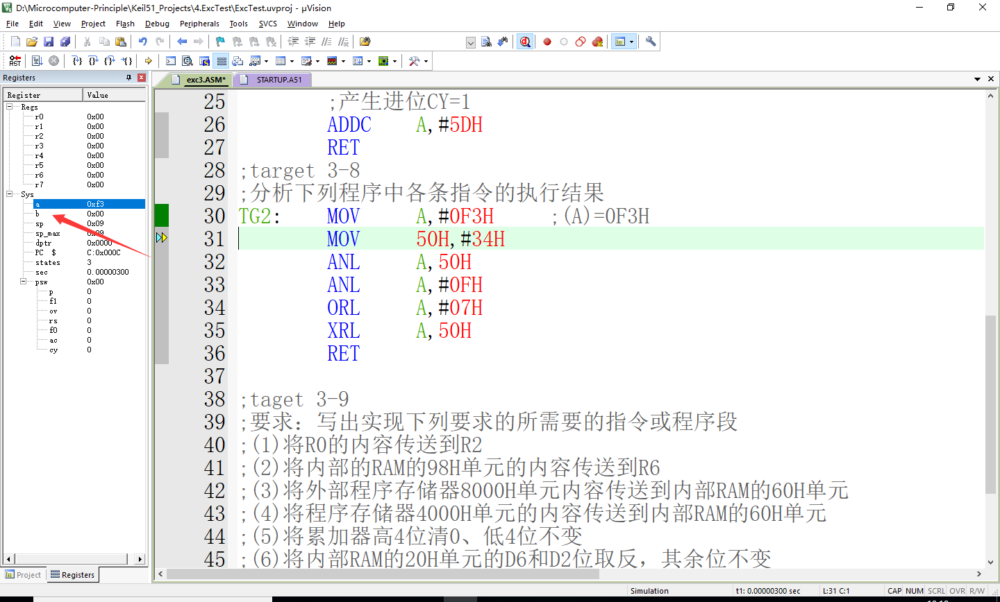 D:\Microcomputer-Principle\Keil51_Projects\4.ExcTest\ExcTest.uvproj - µVision
File Edit View Project Flash Debug Peripherals Tools SVCS Window Help
Registers
exc3.ASM* STARTUP.A51
Register Value
Regs
r0 0x00
r1 0x00
r2 0x00
r3 0x00
r4 0x00
r5 0x00
r6 0x00
r7 0x00
Sys
a 0xf3
b 0x00
sp 0x09
sp_max 0x09
dptr 0x0000
PC $ C:0x000C
states 3
sec 0.00000300
psw 0x00
p 0
f1 0
ov 0
rs 0
f0 0
ac 0
cy 0
25 ;产生进位CY=1
26 ADDC A,#5DH
27 RET
28 ;target 3-8
29 ;分析下列程序中各条指令的执行结果
30 TG2: MOV A,#0F3H ;(A)=0F3H
31 MOV 50H,#34H
32 ANL A,50H
33 ANL A,#0FH
34 ORL A,#07H
35 XRL A,50H
36 RET
37
38 ;taget 3-9
39 ;要求：写出实现下列要求的所需要的指令或程序段
40 ;(1)将R0的内容传送到R2
41 ;(2)将内部的RAM的98H单元的内容传送到R6
42 ;(3)将外部程序存储器8000H单元内容传送到内部RAM的60H单元
43 ;(4)将程序存储器4000H单元的内容传送到内部RAM的60H单元
44 ;(5)将累加器高4位清0、低4位不变
45 ;(6)将内部RAM的20H单元的D6和D2位取反，其余位不变
Project Registers
Simulation t1: 0.00000300 sec L:31 C:1 CAP NUM SCRL OVR R/W